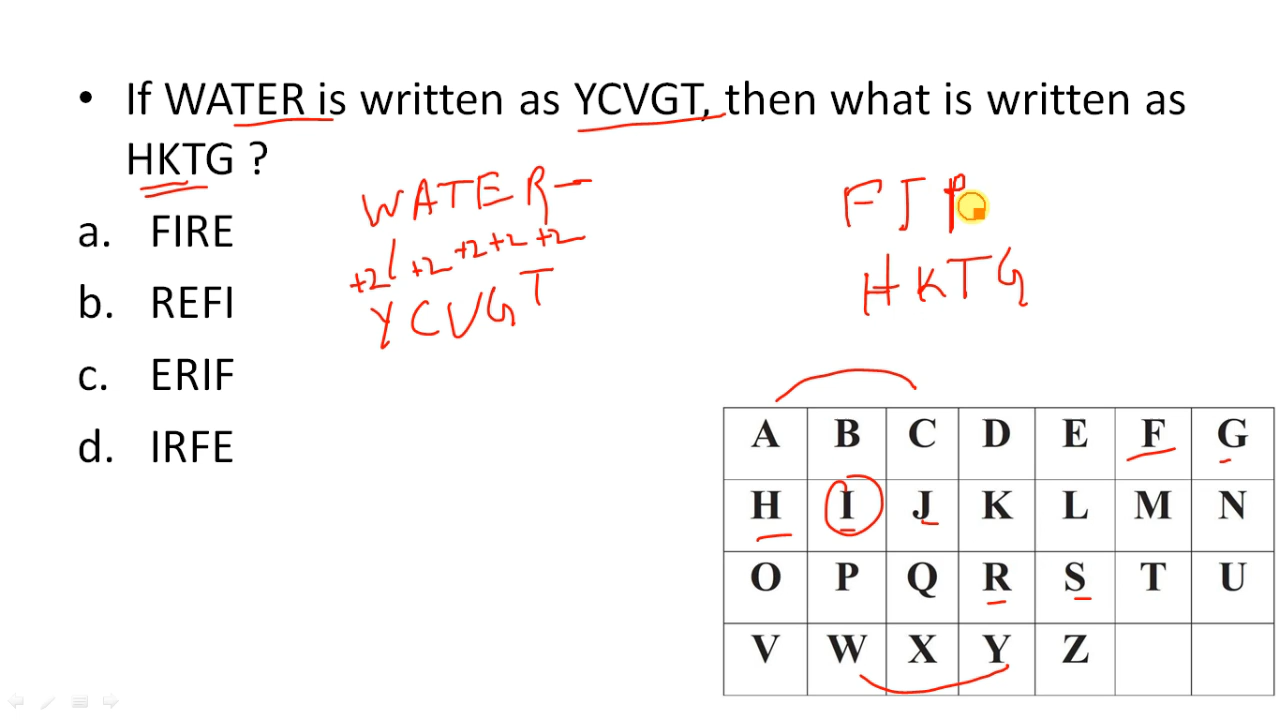 • If WATER is written as YCVGT, then what is written as
HKTG ?
a. FIRE
b. REFI
c. ERIF
d. IRFE
WATER-
+2 +2 +2 +2 +2
YCVGT
F I
HKTG
A B C D E F G
H I J K L M N
O P Q R S T U
V W X Y Z